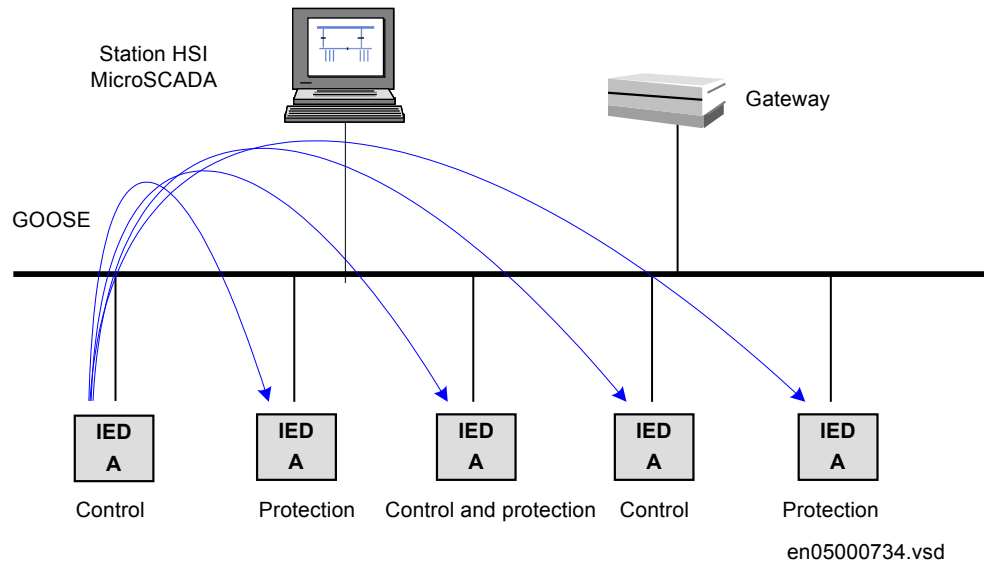 Station HSI
MicroSCADA
Gateway
GOOSE
IED
A
IED
A
IED
A
IED
A
IED
A
Control
Protection
Control and protection
Control
Protection
en05000734.vsd